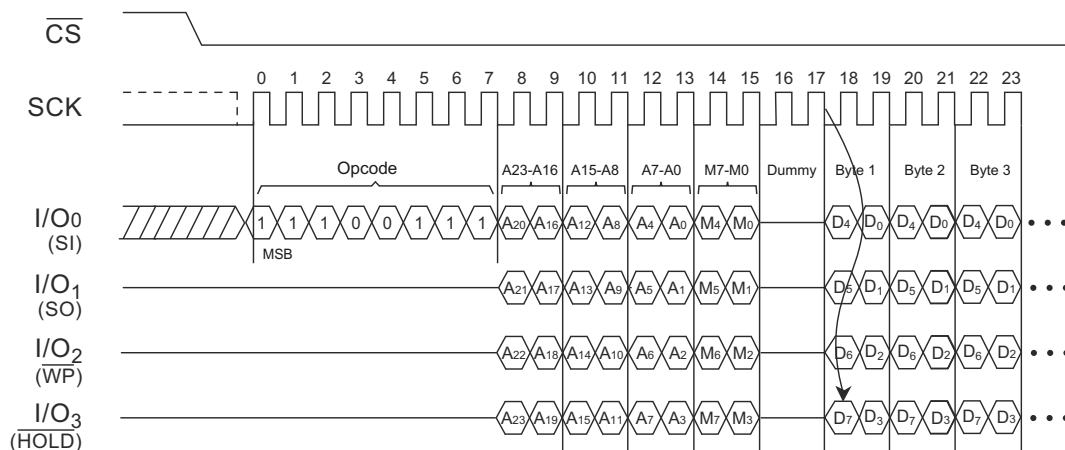 CS
0 1 2 3 4 5 6 7 8 9 10 11 12 13 14 15 16 17 18 19 20 21 22 23
SCK
Opcode A23-A16 A15-A8 A7-A0 M7-M0 Dummy Byte 1 Byte 2 Byte 3
I/O0 1 1 1 0 0 1 1 1 A20 A16 A12 A8 A4 A0 M4 M0 D4 D0 D4 D0 D4 D0 • • •
(SI)
MSB
I/O1 A21 A17 A13 A9 A5 A1 M5 M1 D5 D1 D5 D1 D5 D1 • • •
(SO)
I/O2 A22 A18 A14 A10 A6 A2 M6 M2 D6 D2 D6 D2 D6 D2 • • •
(WP)
I/O3 A23 A19 A15 A11 A7 A3 M7 M3 D7 D3 D7 D3 D7 D3 • • •
(HOLD)